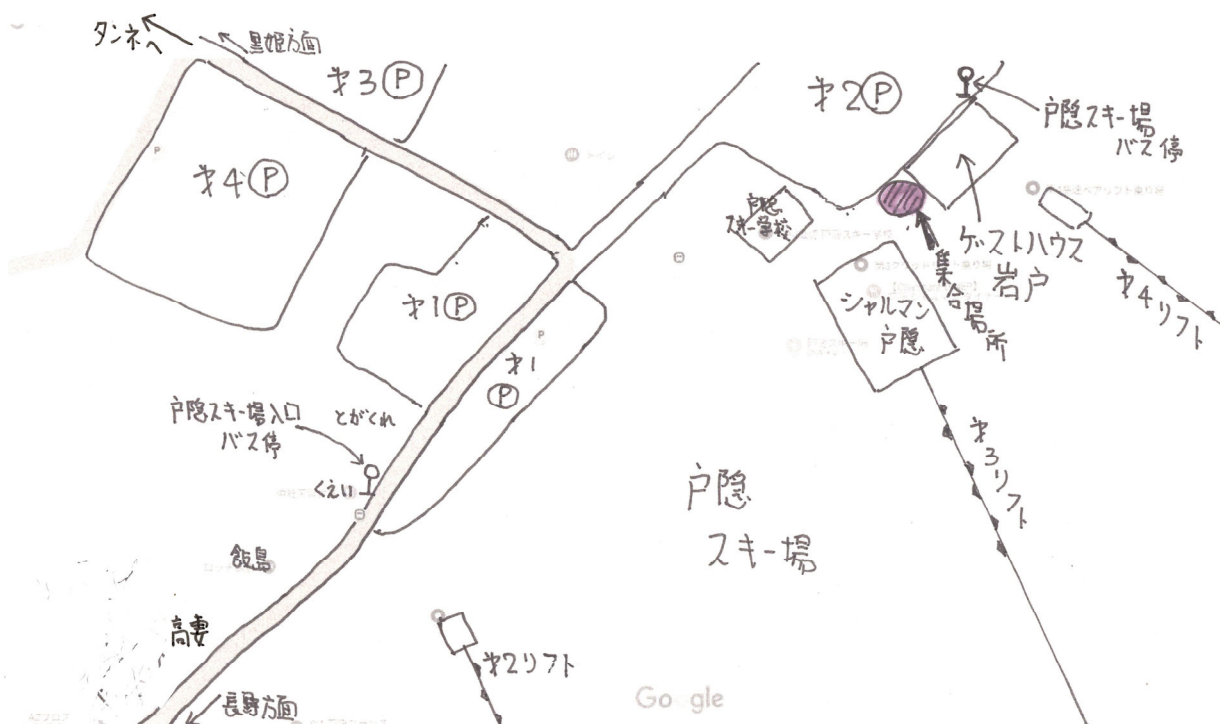 タンネへ
黒姫方面
才3Ⓟ
才2Ⓟ
戸隠スキー場
バス停
才4Ⓟ
戸隠
スキー学校
ゲストハウス
岩戸
集合場所
才4リフト
才1Ⓟ
シャルマン
戸隠
才1
Ⓟ
戸隠スキー場入口
バス停
とがくれ
くえい
才3リフト
戸隠
スキー場
飯島
高妻
才2リフト
長野方面
Google